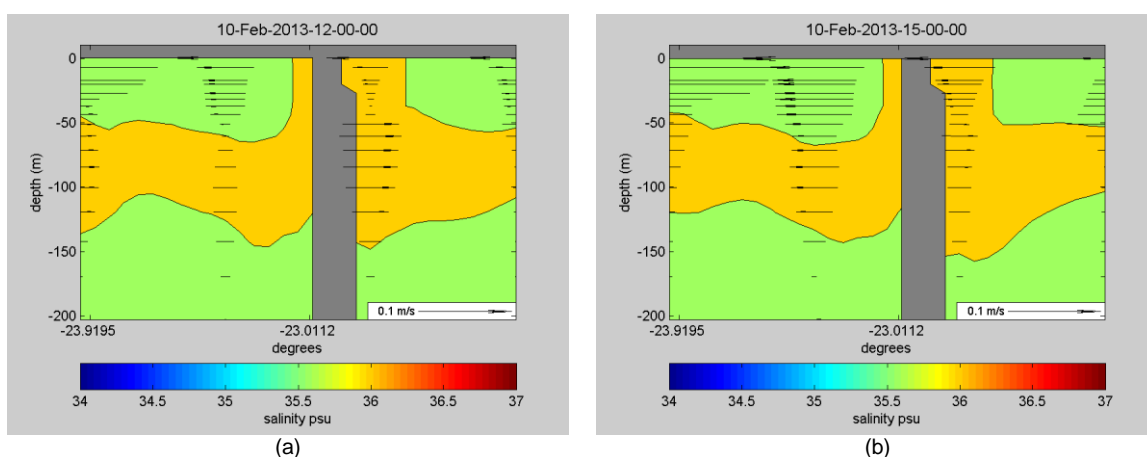 10-Feb-2013-12-00-00
0
-50
-100
-150
-200
depth (m)
0.1 m/s
-23.9195 -23.0112
degrees
34 34.5 35 35.5 36 36.5 37
salinity psu
(a)
10-Feb-2013-15-00-00
0
-50
-100
-150
-200
depth (m)
0.1 m/s
-23.9195 -23.0112
degrees
34 34.5 35 35.5 36 36.5 37
salinity psu
(b)